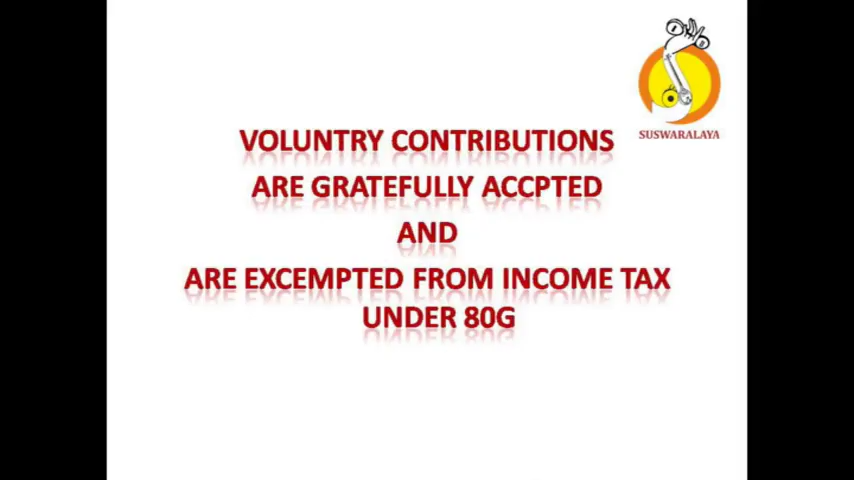 SUSWARALAYA
VOLUNTRY CONTRIBUTIONS
ARE GRATEFULLY ACCPTED
AND
ARE EXCEMPTED FROM INCOME TAX
UNDER 80G